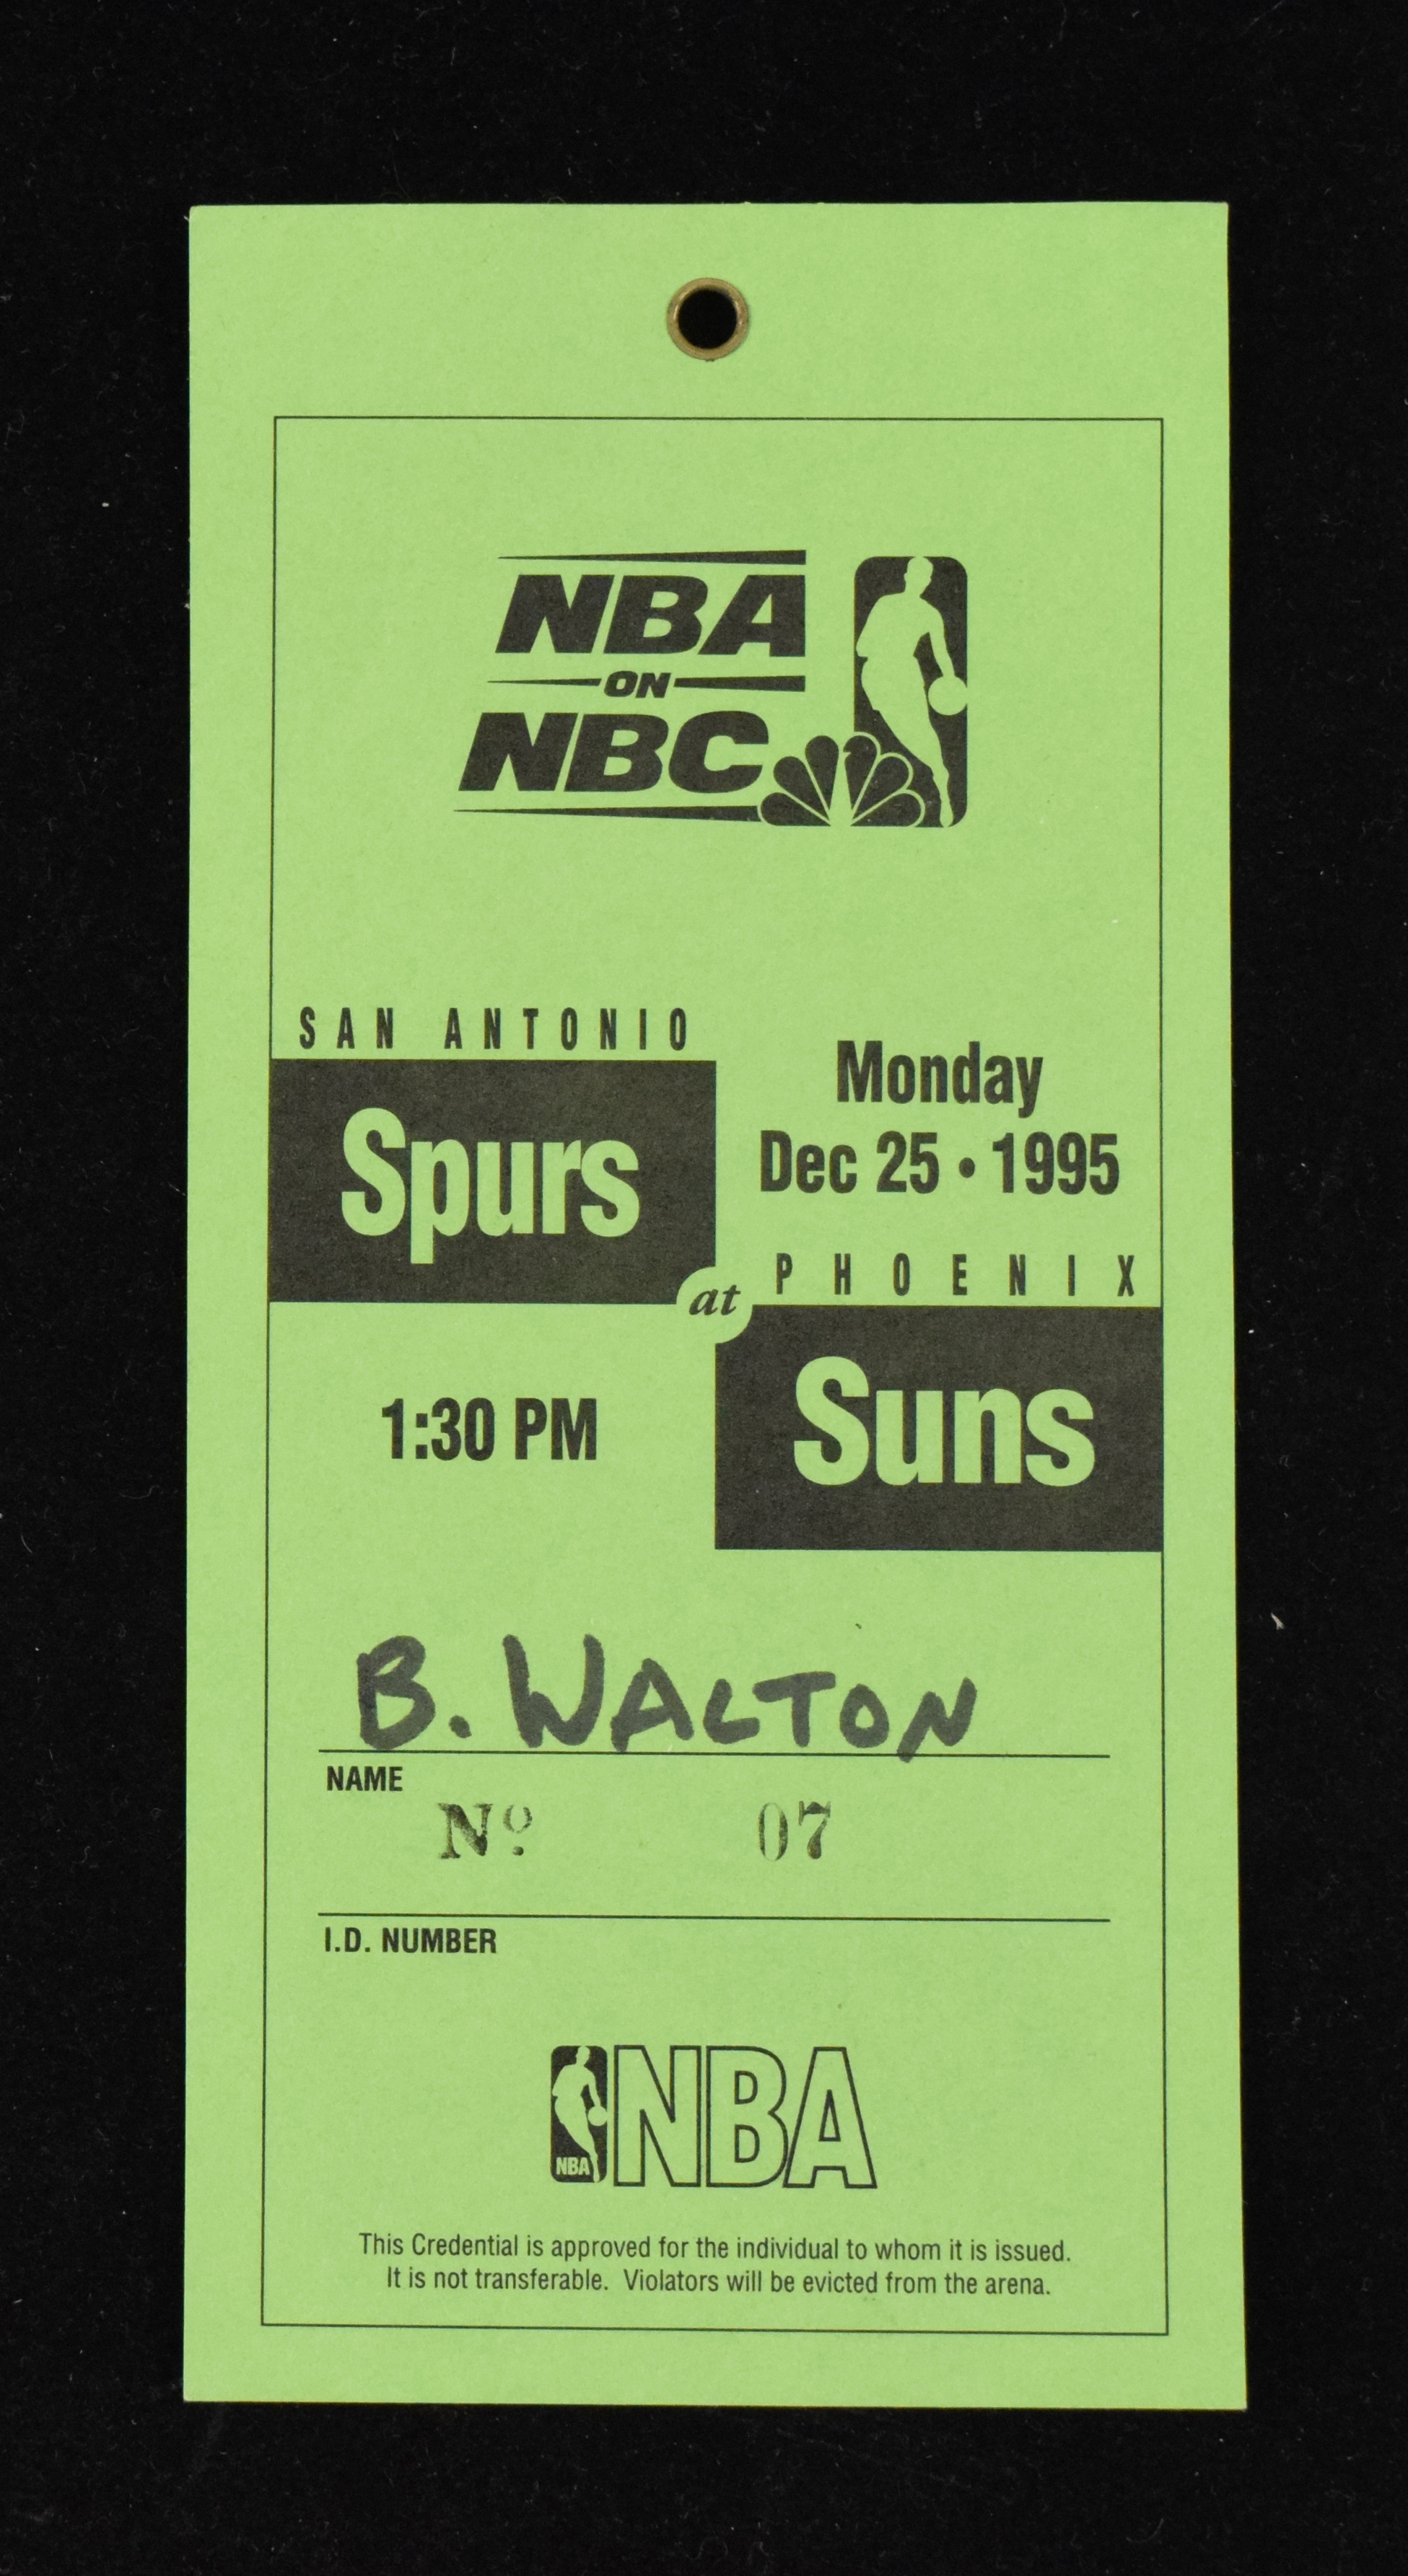 NBA
ON
NBC
SAN ANTONIO
Spurs
Monday
Dec 25 • 1995
at
PHOENIX
Suns
1:30 PM
B. WALTON
NAME
Nº 07
I.D. NUMBER
NBA NBA
This Credential is approved for the individual to whom it is issued.
It is not transferable. Violators will be evicted from the arena.